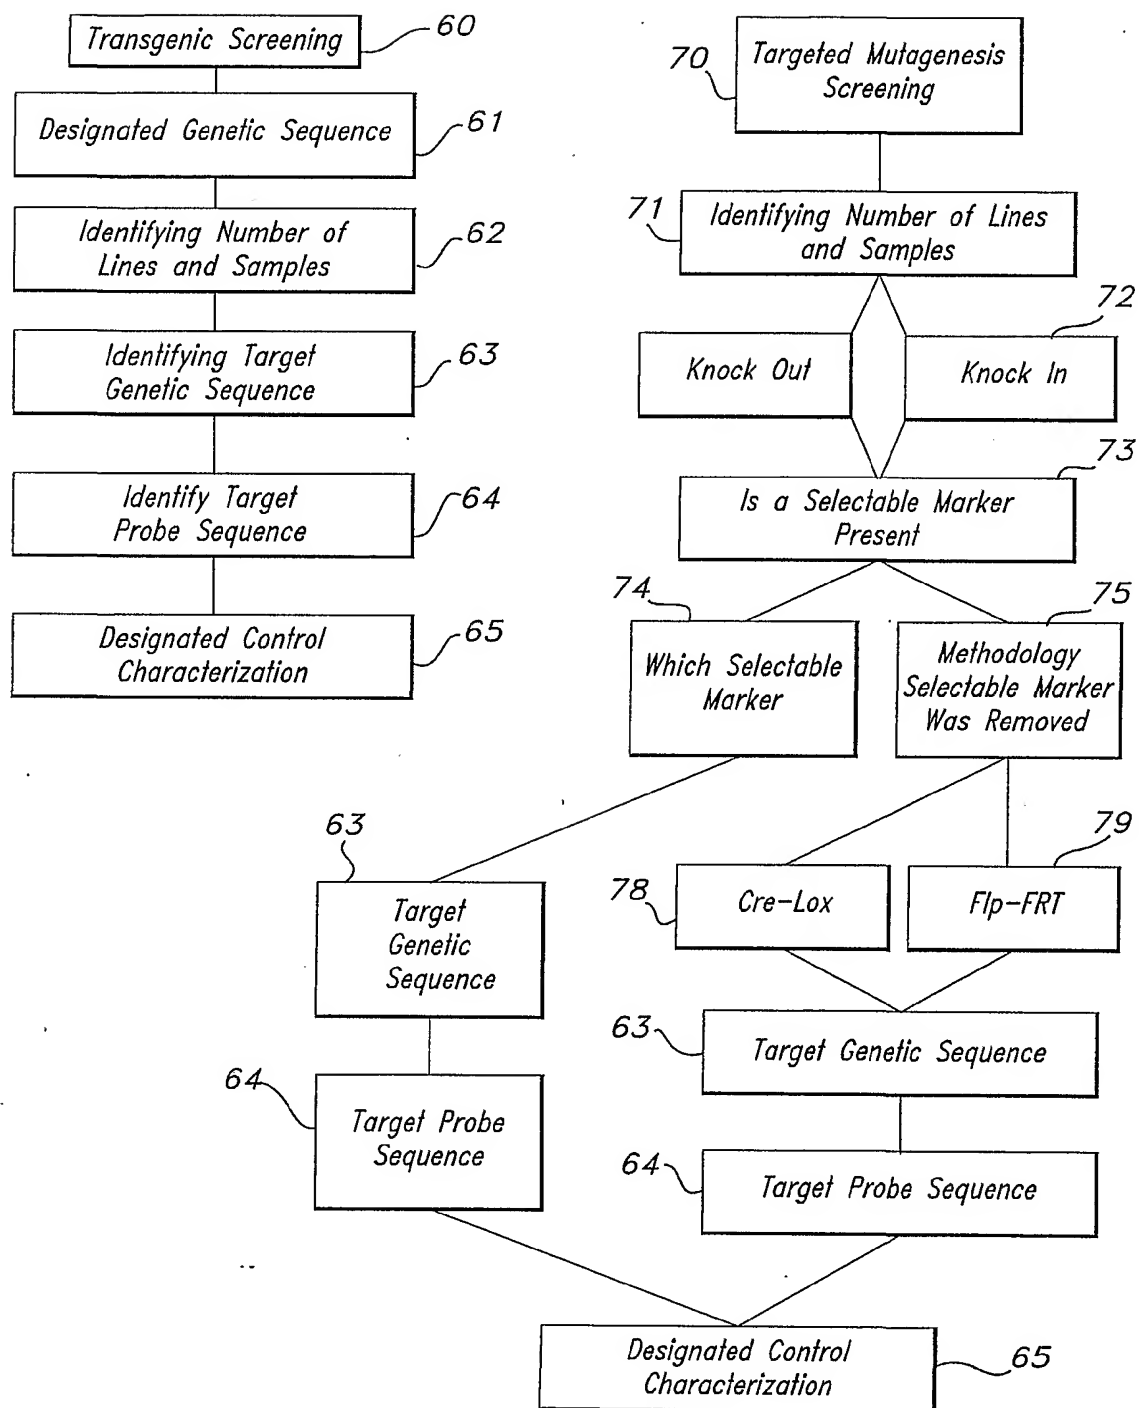 Transgenic Screening
60
Designated Genetic Sequence
61
Identifying Number of
Lines and Samples
62
Identifying Target
Genetic Sequence
63
Identify Target
Probe Sequence
64
Designated Control
Characterization
65
70
Targeted Mutagenesis
Screening
71
Identifying Number of Lines
and Samples
Knock Out
72
Knock In
73
Is a Selectable Marker
Present
74
Which Selectable
Marker
75
Methodology
Selectable Marker
Was Removed
63
Target
Genetic
Sequence
64
Target Probe
Sequence
78
Cre-Lox
79
Flp-FRT
63
Target Genetic Sequence
64
Target Probe Sequence
Designated Control
Characterization
65